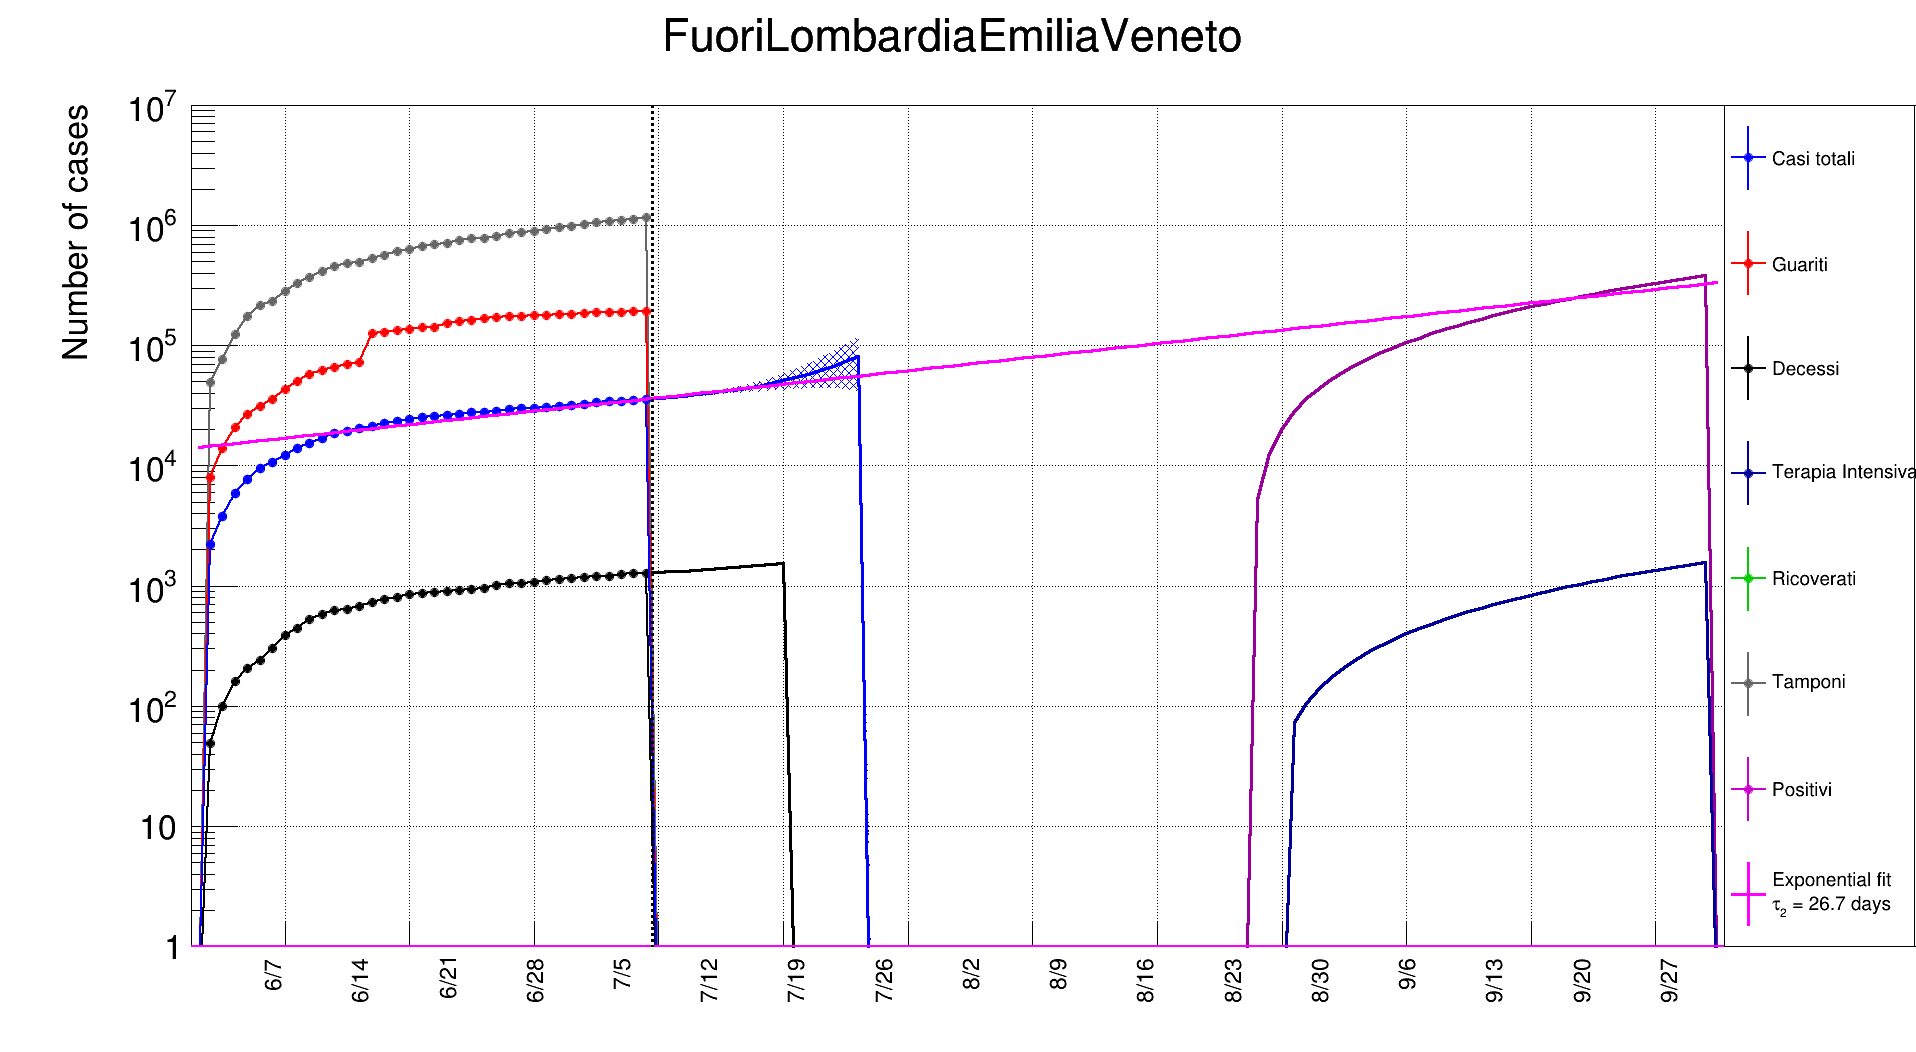 FuoriLombardiaEmiliaVeneto
Number of cases
10^7
10^6
10^5
10^4
10^3
10^2
10
1
6/7
6/14
6/21
6/28
7/5
7/12
7/19
7/26
8/2
8/9
8/16
8/23
8/30
9/6
9/13
9/20
9/27
Casi totali
Guariti
Decessi
Terapia Intensiva
Ricoverati
Tamponi
Positivi
Exponential fit
τ_2 = 26.7 days